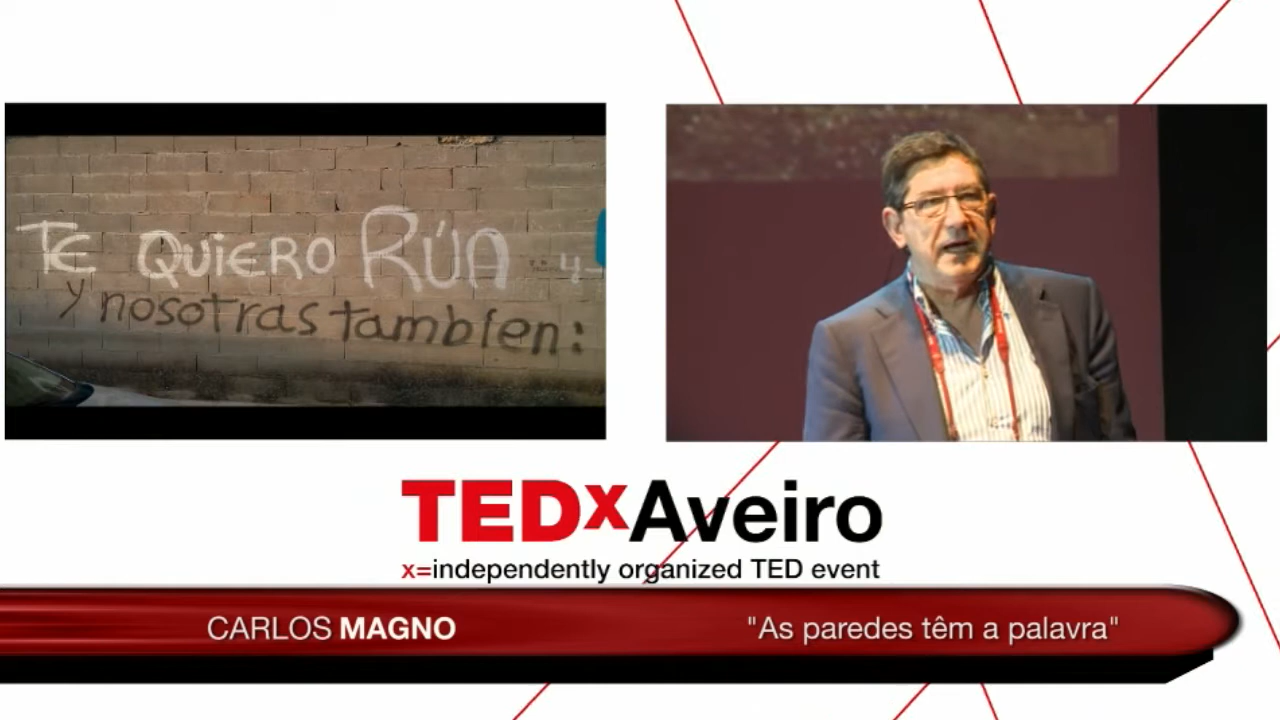 TE QUIERO RÚA
y nosotras tambien:
TEDxAveiro
x=independently organized TED event
CARLOS MAGNO
"As paredes têm a palavra"